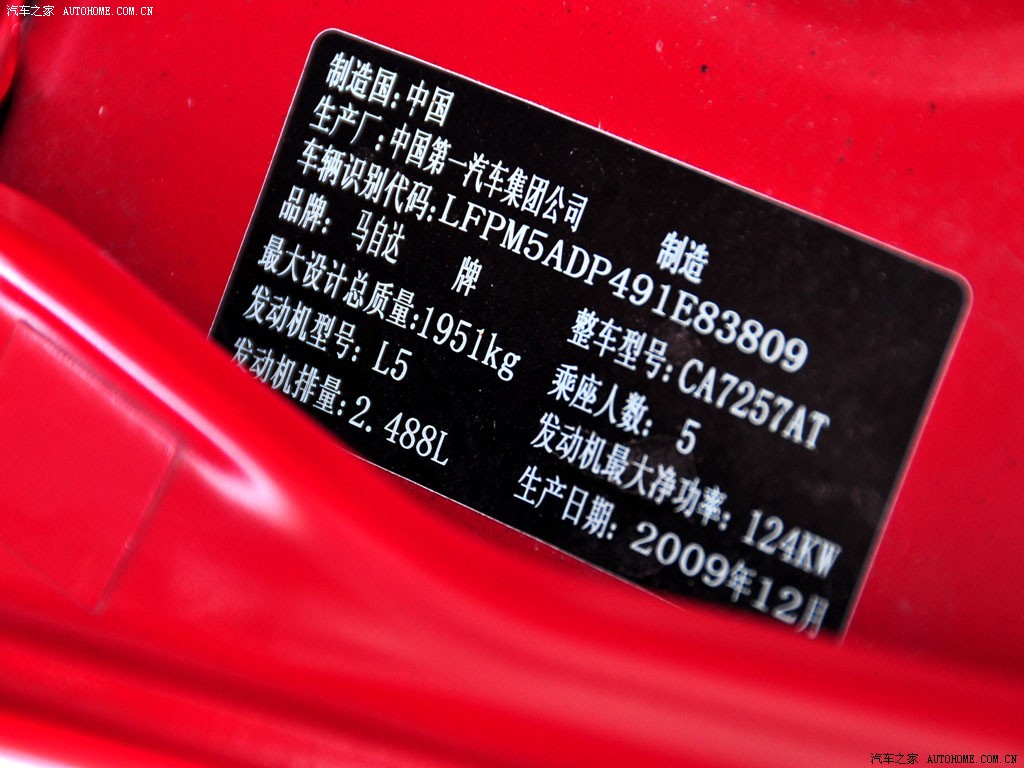 汽车之家 AUTOHOME.COM.CN
制造国:中国
生产厂:中国第一汽车集团公司 制造
车辆识别代码:LFPM5ADP491E83809
品牌: 马自达 牌 整车型号:CA7257AT
最大设计总质量:1951kg 乘座人数: 5
发动机型号: L5 发动机最大净功率: 124KW
发动机排量:2.488L 生产日期: 2009年12月
汽车之家 AUTOHOME.COM.CN